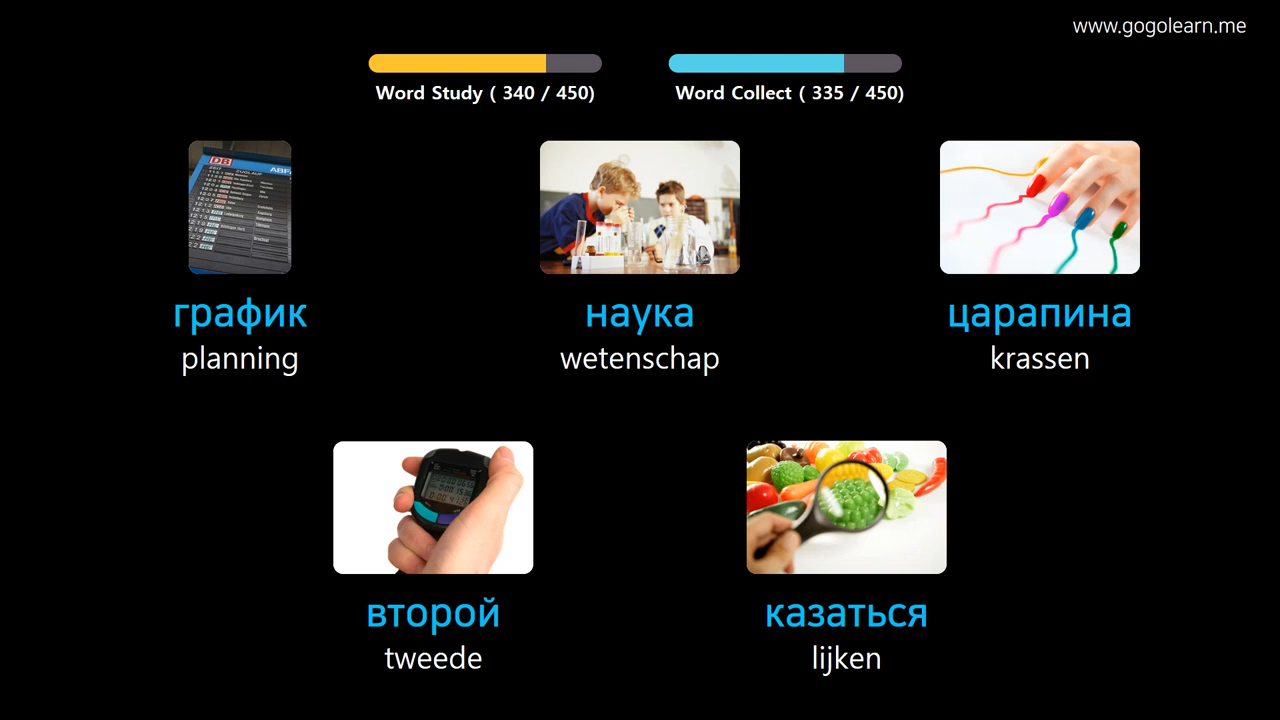 www.gogolearn.me
Word Study ( 340 / 450)
Word Collect ( 335 / 450)
DB
график
planning
наука
wetenschap
царапина
krassen
второй
tweede
казаться
lijken